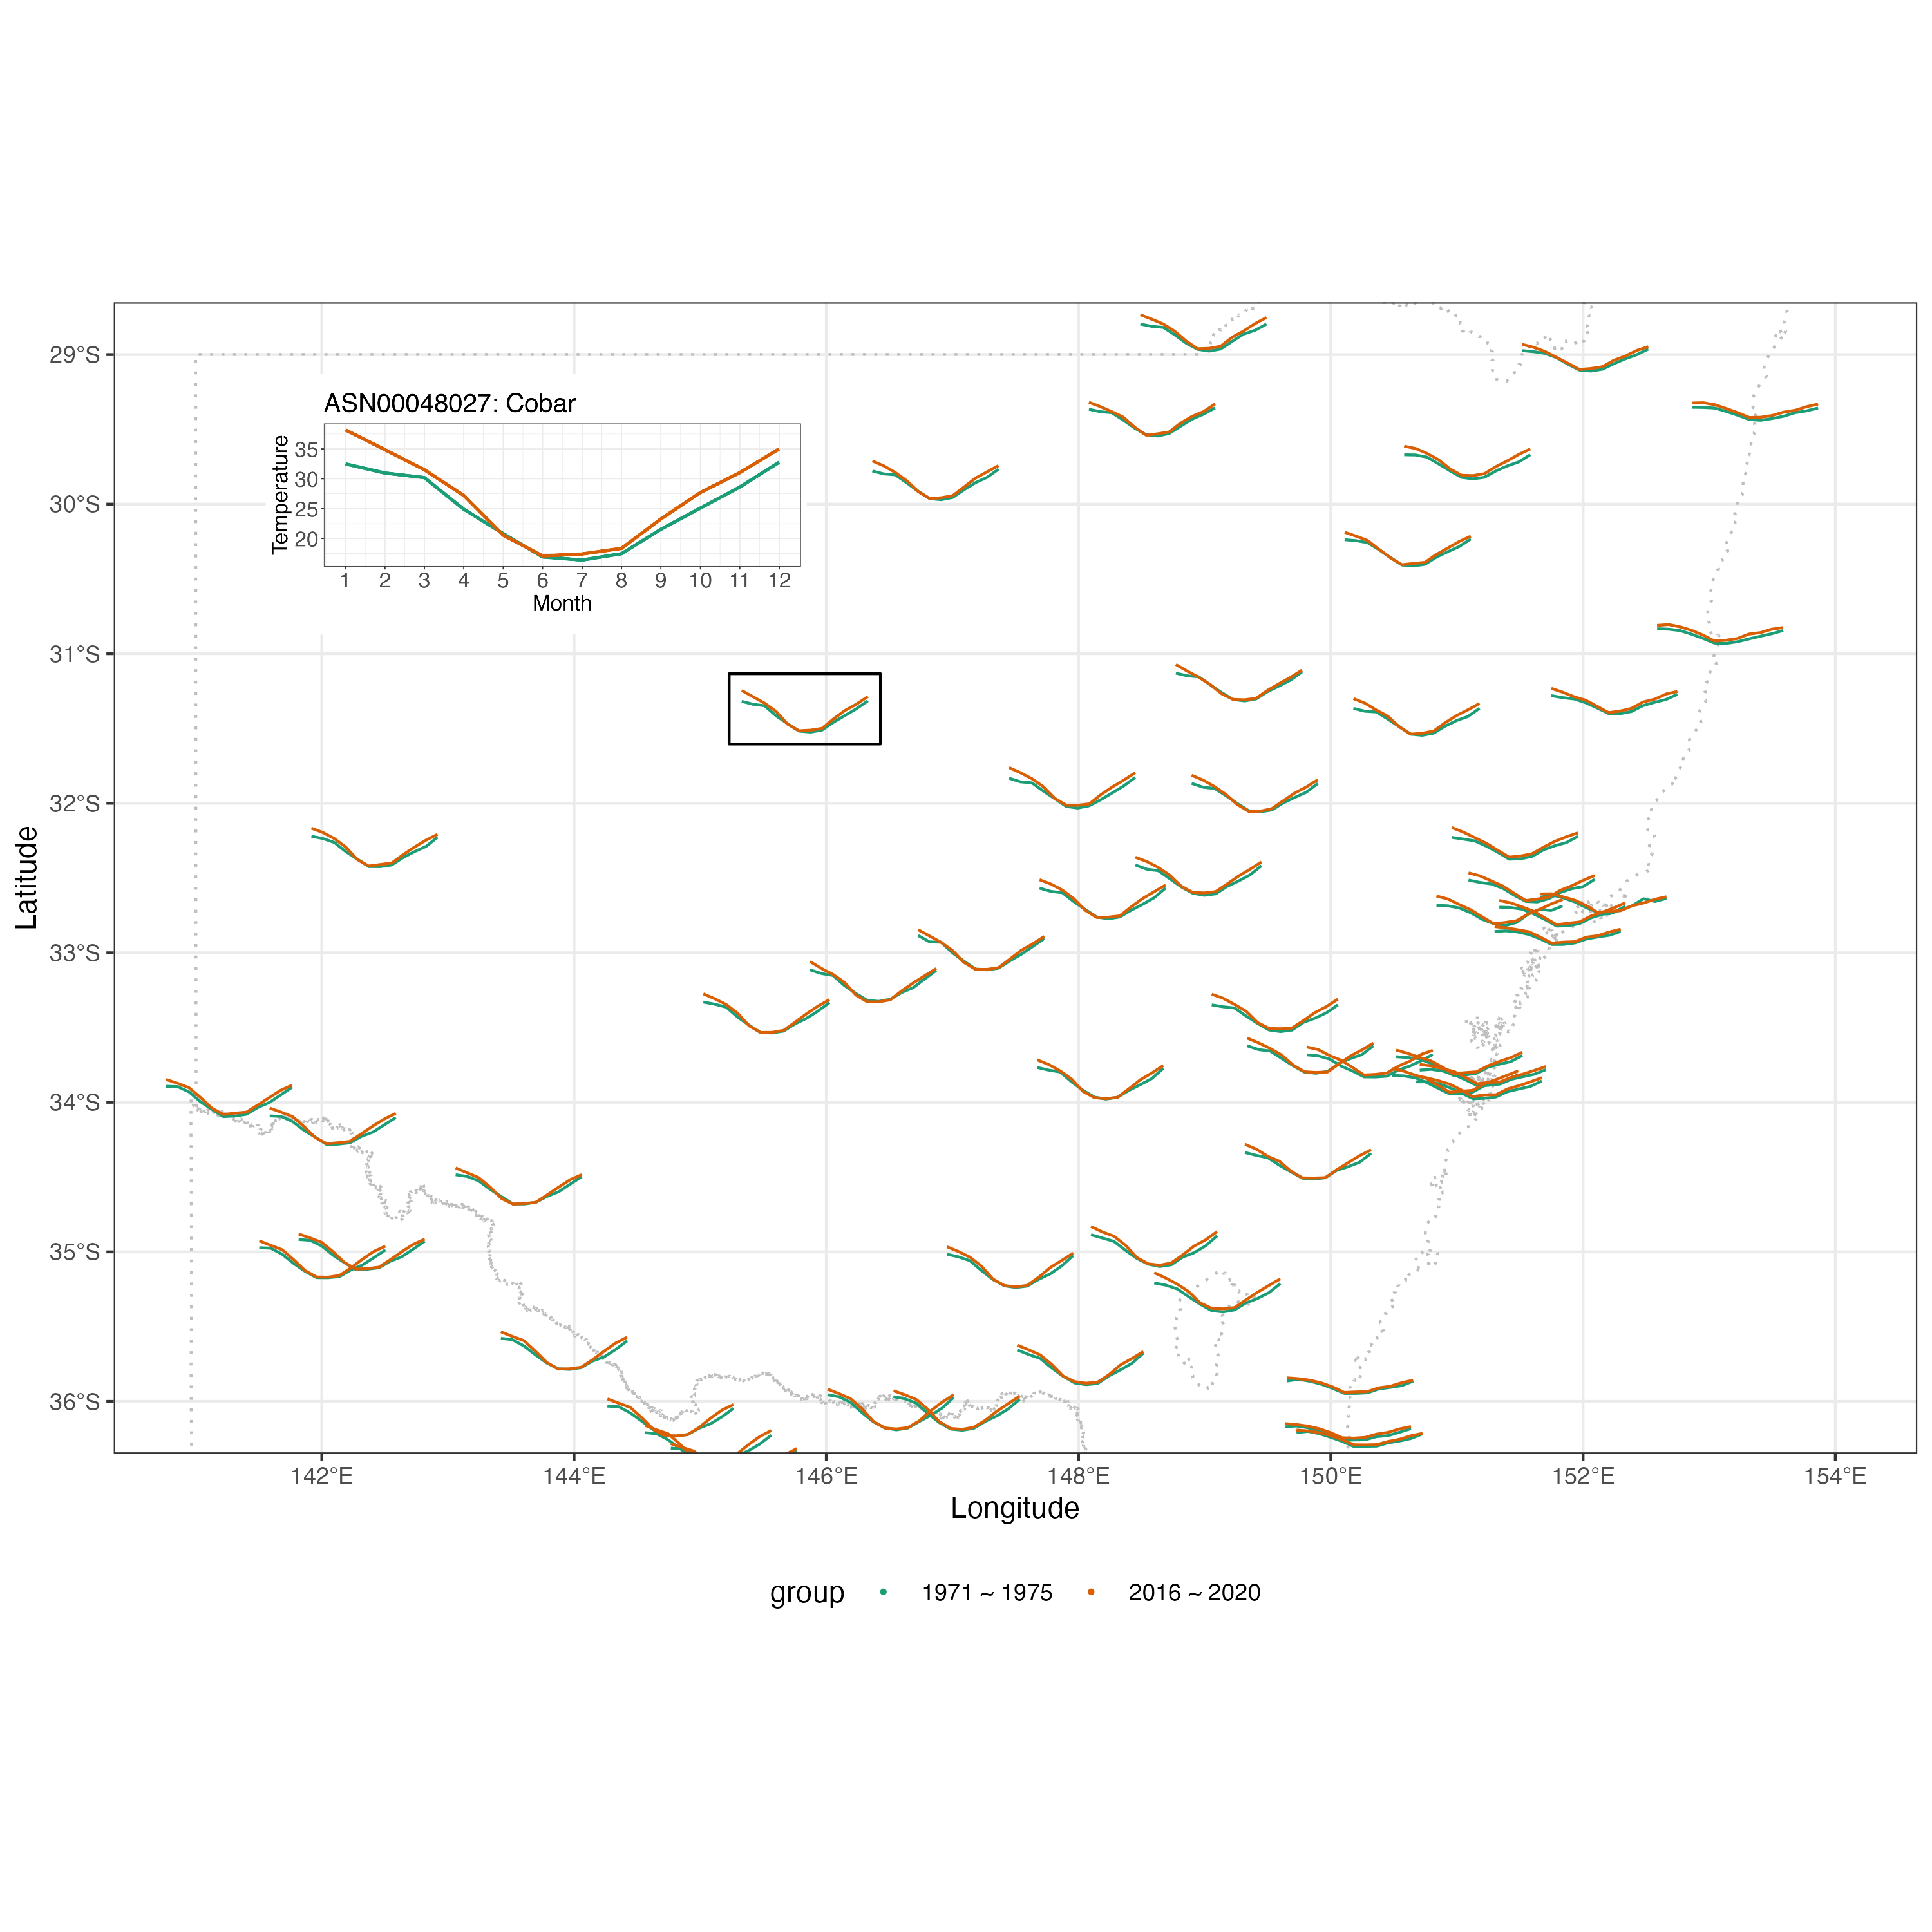 29°S
30°S
31°S
32°S
33°S
34°S
35°S
36°S
Latitude
ASN00048027: Cobar
Temperature
35
30
25
20
1 2 3 4 5 6 7 8 9 10 11 12
Month
142°E 144°E 146°E 148°E 150°E 152°E 154°E
Longitude
group 1971 ~ 1975 2016 ~ 2020